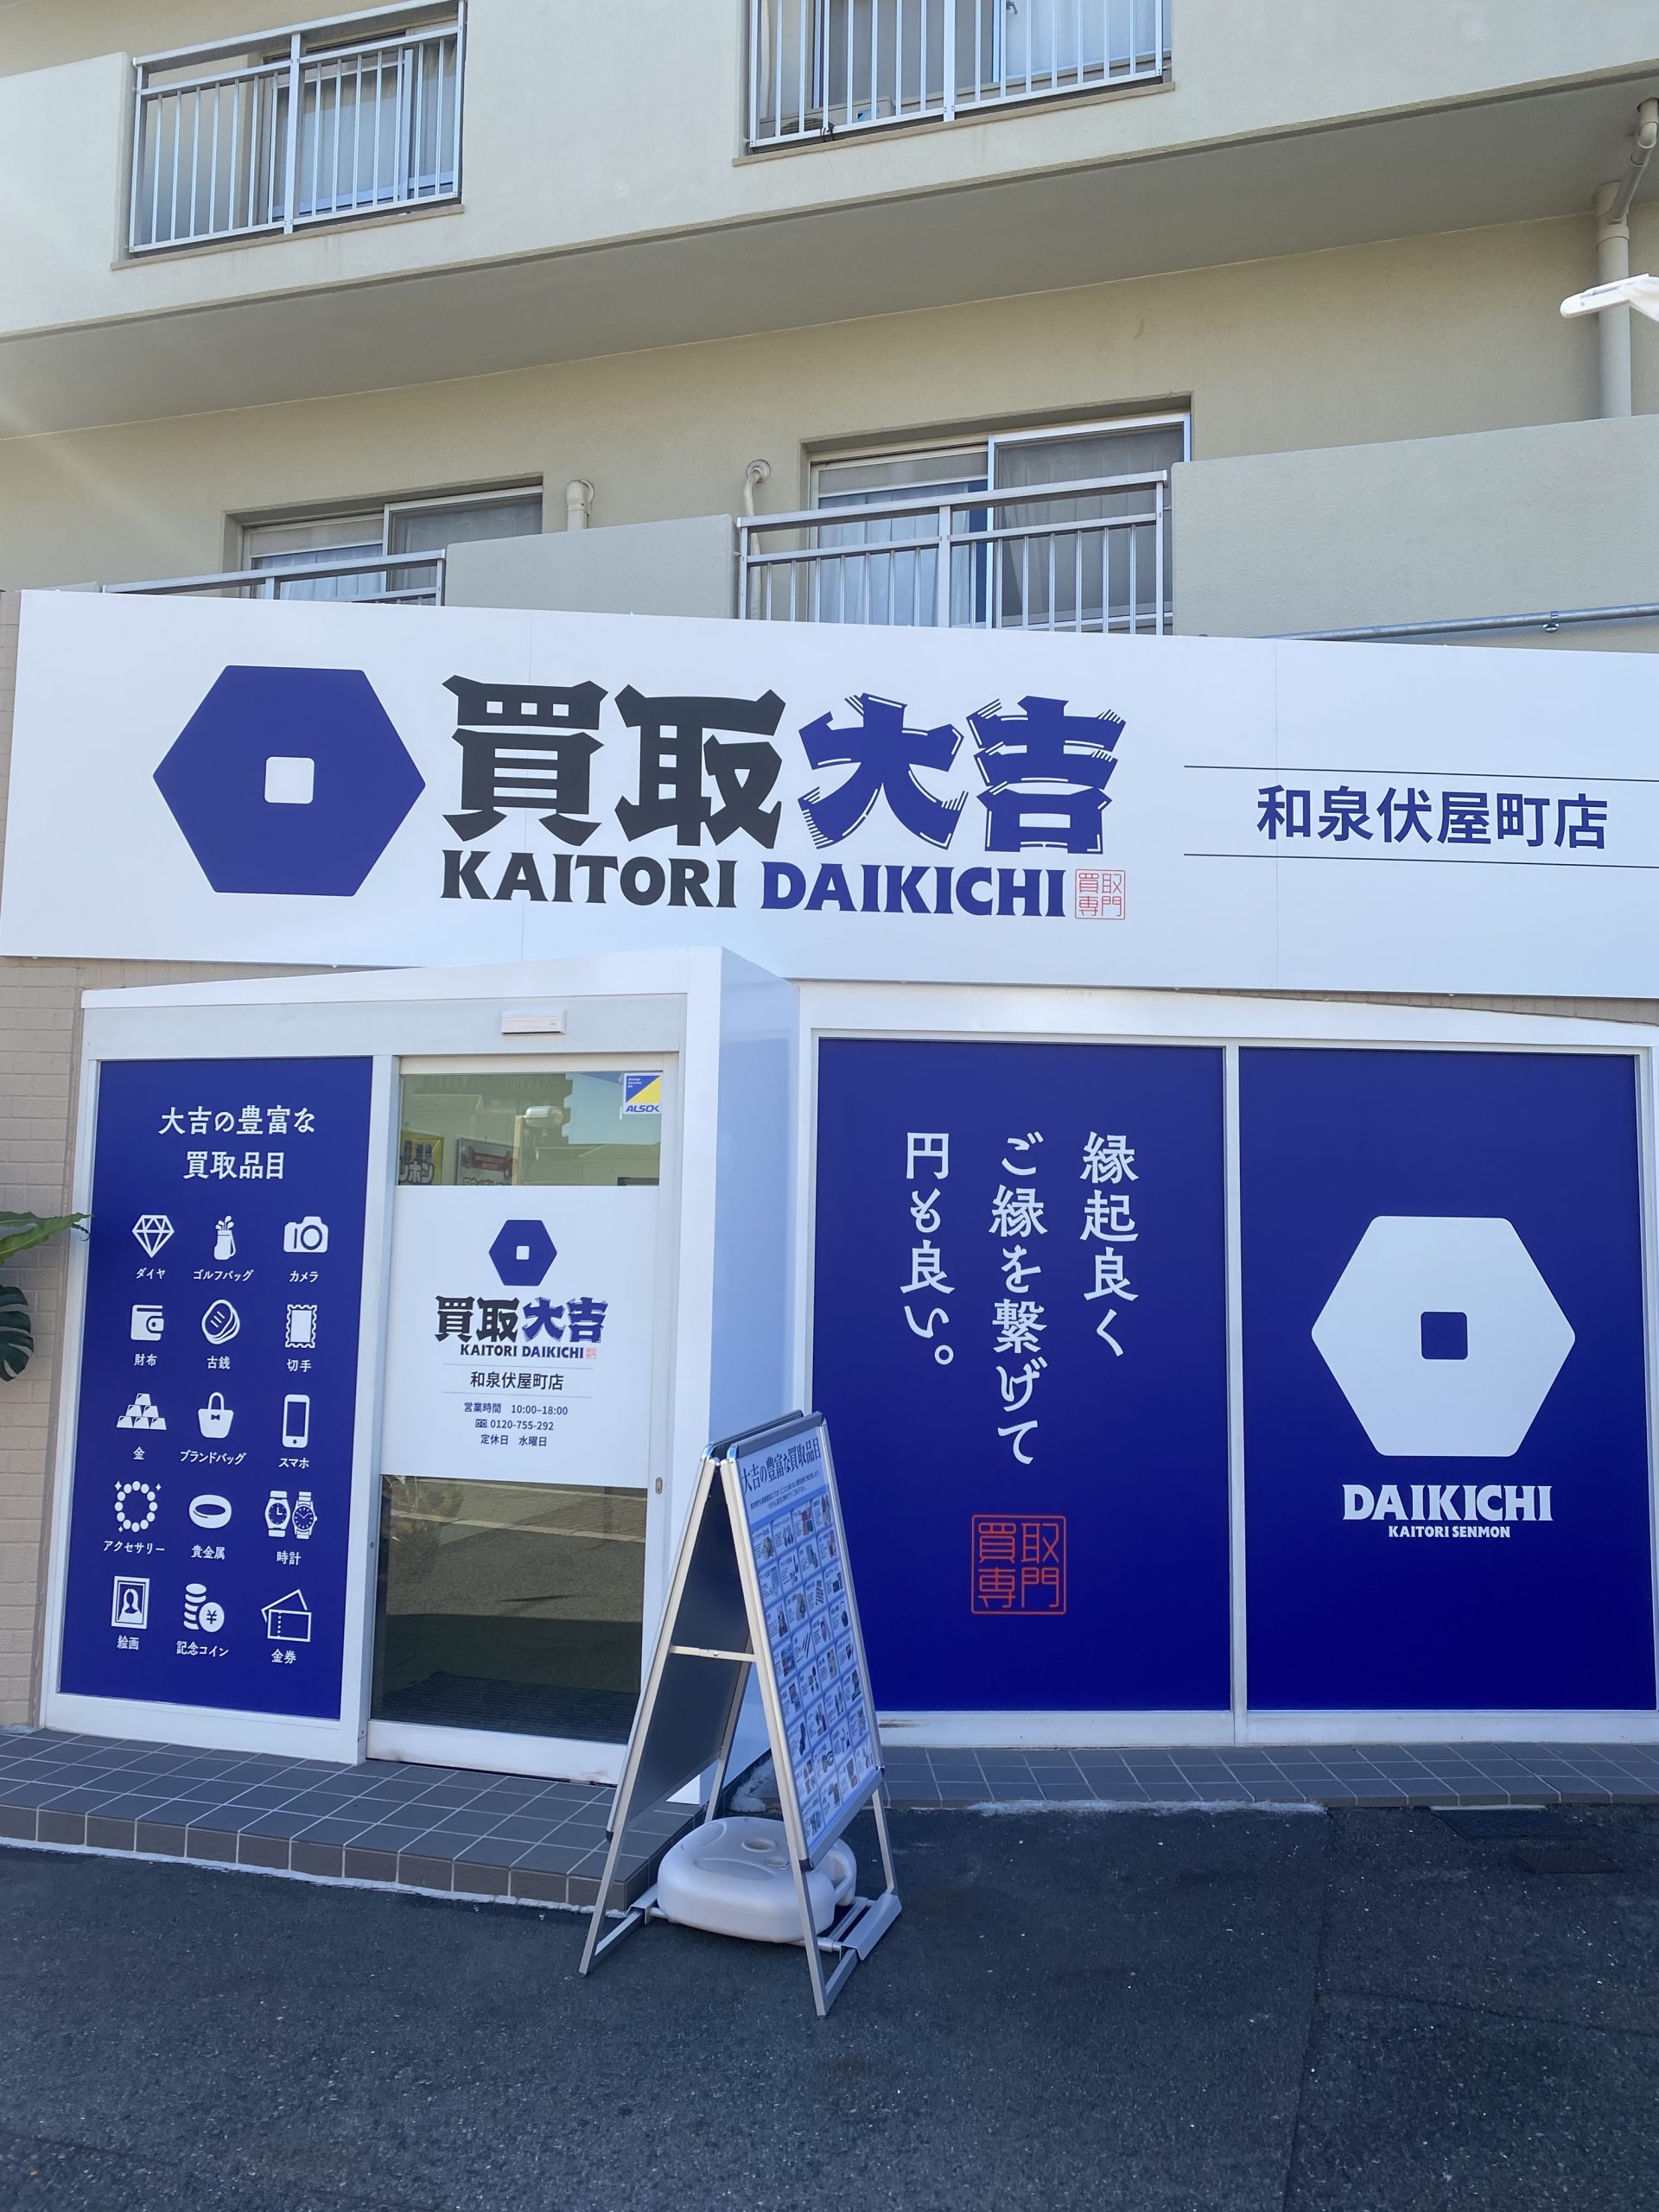 買取大吉
KAITORI DAIKICHI
買取
専門
和泉伏屋町店
大吉の豊富な
買取品目
ダイヤ
ゴルフバッグ
カメラ
財布
古銭
切手
金
ブランドバッグ
スマホ
アクセサリー
貴金属
時計
絵画
記念コイン
金券
ALSOK
買取大吉
KAITORI DAIKICHI
和泉伏屋町店
営業時間 10:00-18:00
0120-755-292
定休日 水曜日
縁起良く
ご縁を繋げて
円も良い。
買取
専門
DAIKICHI
KAITORI SENMON
大吉の豊富な買取品目